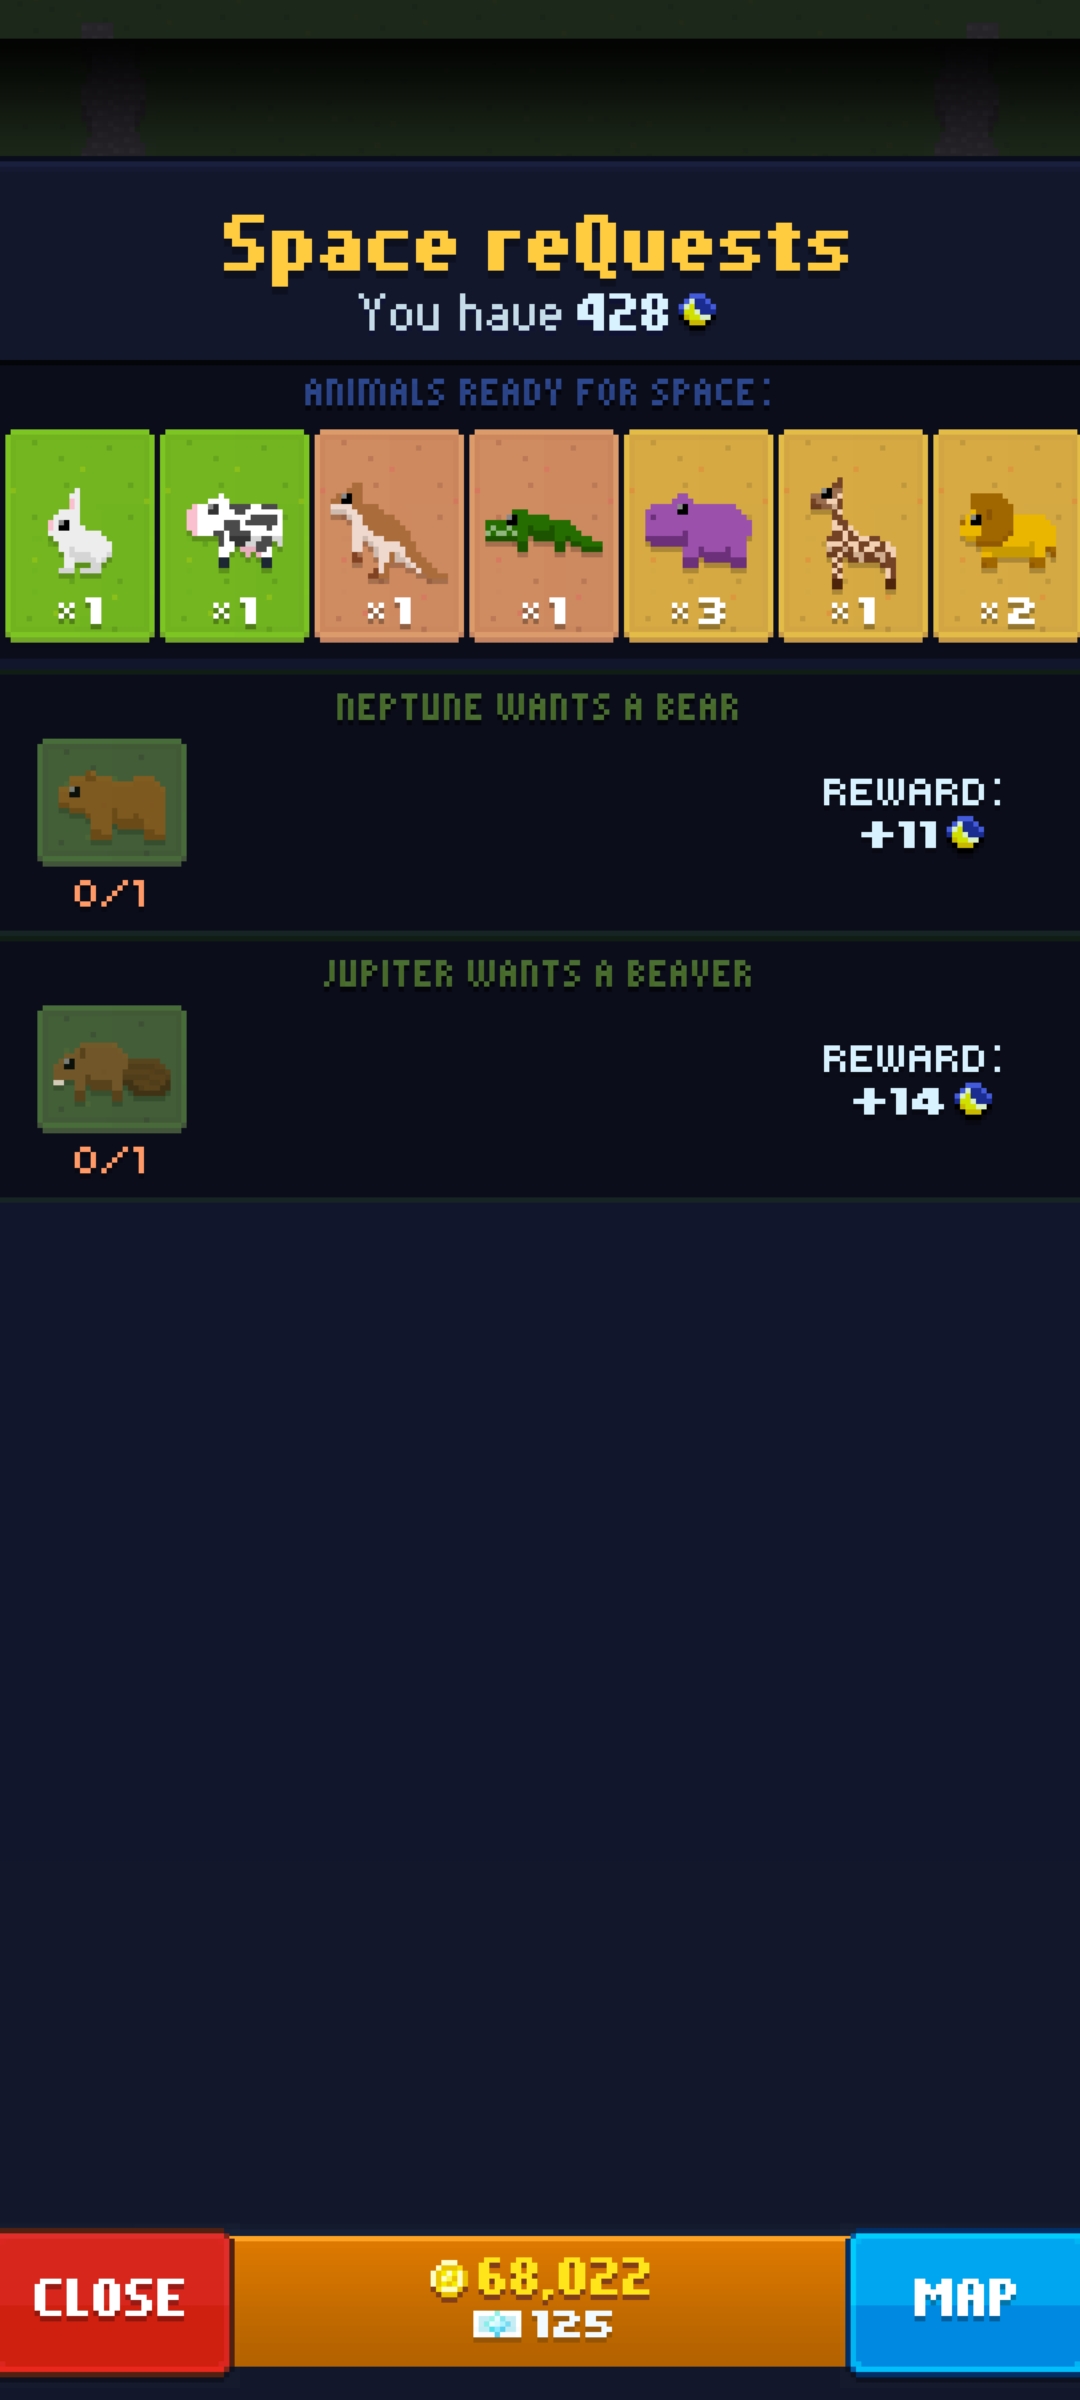 Space reQuests
You have 428
ANIMALS READY FOR SPACE:
×1 ×1 ×1 ×1 ×3 ×1 ×2
NEPTUNE WANTS A BEAR
REWARD:
+11
0/1
JUPITER WANTS A BEAVER
REWARD:
+14
0/1
CLOSE
68,022
125
MAP